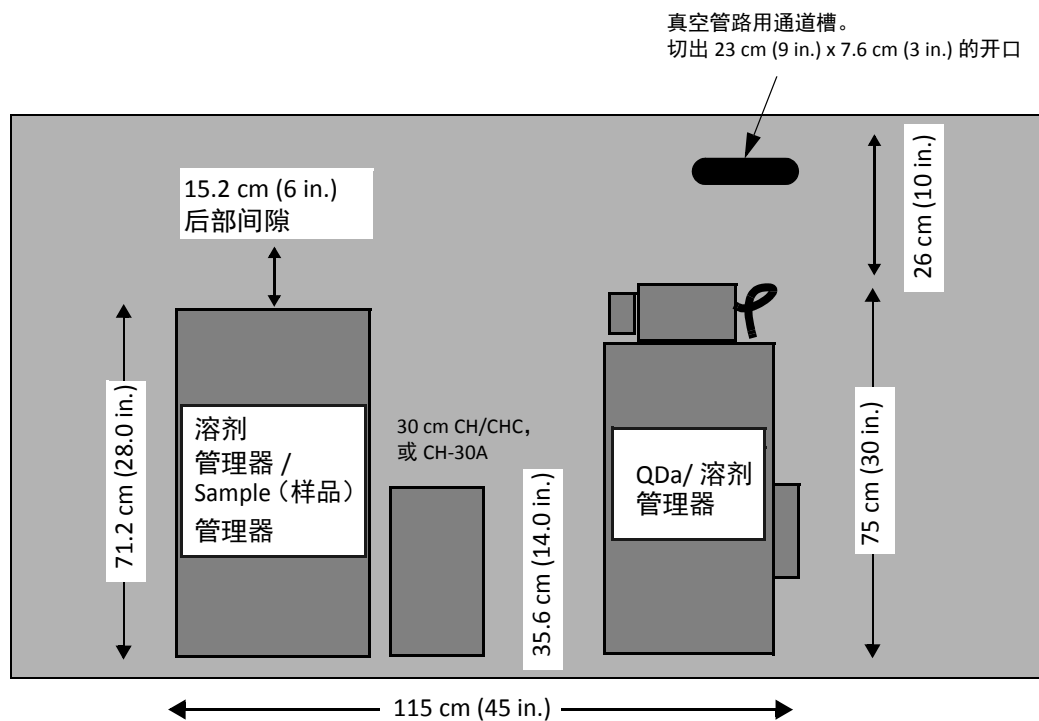 真空管路用通道槽。
切出 23 cm (9 in.) x 7.6 cm (3 in.) 的开口
15.2 cm (6 in.)
后部间隙
26 cm (10 in.)
71.2 cm (28.0 in.)
溶剂
管理器 /
Sample（样品）
管理器
30 cm CH/CHC，
或 CH-30A
35.6 cm (14.0 in.)
QDa/ 溶剂
管理器
75 cm (30 in.)
115 cm (45 in.)